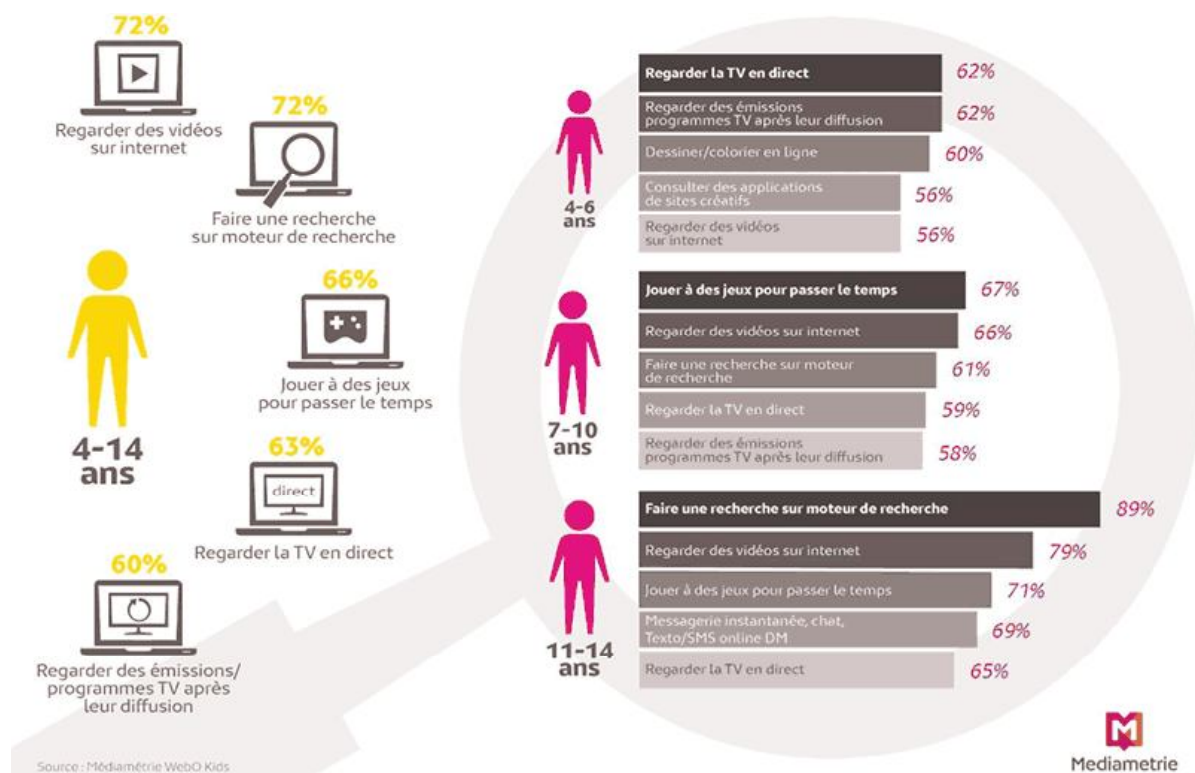 72%
Regarder des vidéos
sur internet
72%
Faire une recherche
sur moteur de recherche
66%
Jouer à des jeux
pour passer le temps
4-14
ans
63%
direct
Regarder la TV en direct
60%
Regarder des émissions/
programmes TV après
leur diffusion
4-6
ans
Regarder la TV en direct 62%
Regarder des émissions
programmes TV après leur diffusion 62%
Dessiner/colorier en ligne 60%
Consulter des applications
de sites créatifs 56%
Regarder des vidéos
sur internet 56%
7-10
ans
Jouer à des jeux pour passer le temps 67%
Regarder des vidéos sur internet 66%
Faire une recherche sur moteur
de recherche 61%
Regarder la TV en direct 59%
Regarder des émissions
programmes TV après leur diffusion 58%
11-14
ans
Faire une recherche sur moteur de recherche 89%
Regarder des vidéos sur internet 79%
Jouer à des jeux pour passer le temps 71%
Messagerie instantanée, chat,
Texto/SMS online DM 69%
Regarder la TV en direct 65%
Source : Médiamétrie WebO Kids
Mediametrie